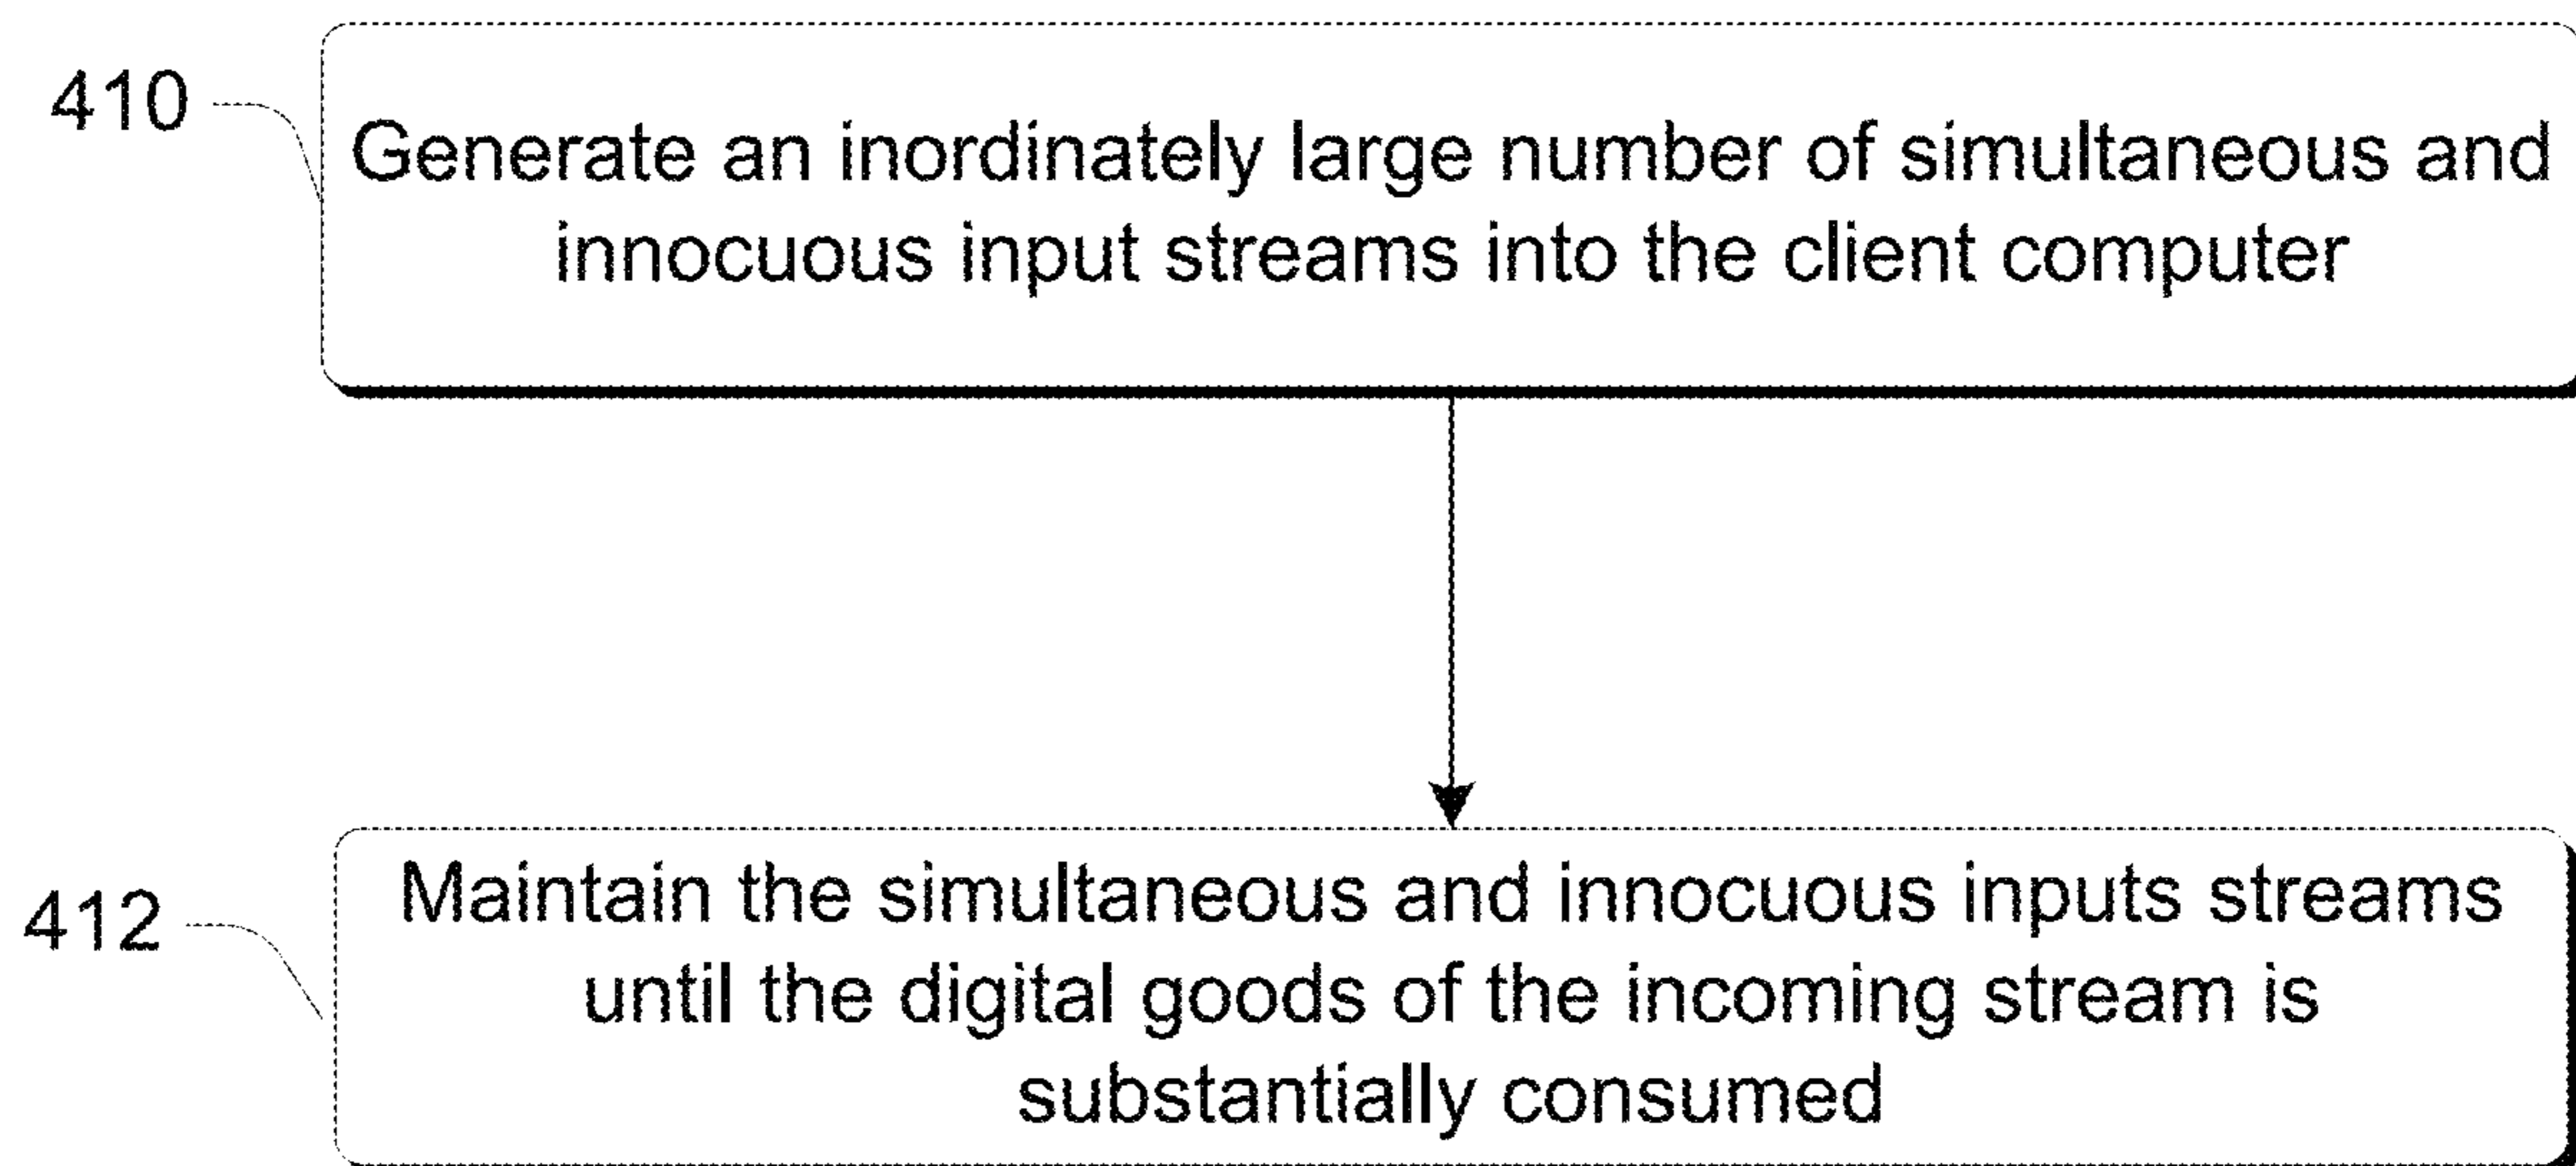 410
Generate an inordinately large number of simultaneous and
innocuous input streams into the client computer
412
Maintain the simultaneous and innocuous inputs streams
until the digital goods of the incoming stream is
substantially consumed